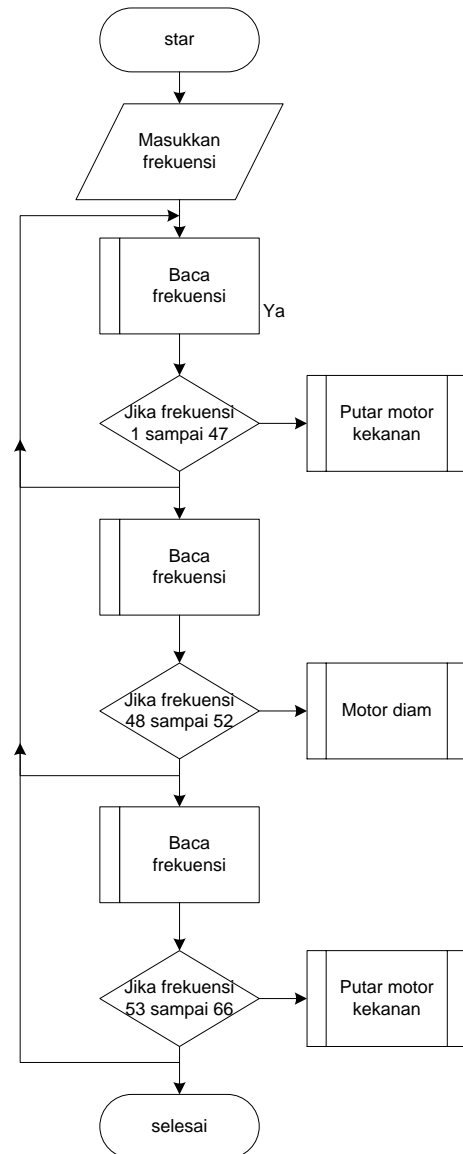 star
Masukkan
frekuensi
Baca
frekuensi
Ya
Jika frekuensi
1 sampai 47
Putar motor
kekanan
Baca
frekuensi
Jika frekuensi
48 sampai 52
Motor diam
Baca
frekuensi
Jika frekuensi
53 sampai 66
Putar motor
kekanan
selesai